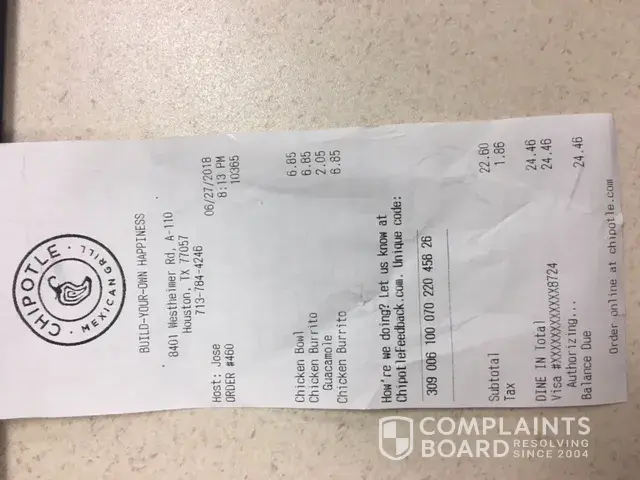 CHIPOTLE
MEXICAN GRILL
BUILD-YOUR-OWN HAPPINESS
8401 Westheimer Rd, A-110
Houston, TX 77057
713-784-4246
Host: Jose 06/27/2018
ORDER #460 8:13 PM
10365
Chicken Bowl 6.85
Chicken Burrito 6.85
Guacamole 2.05
Chicken Burrito 6.85
How're we doing? Let us know at
ChipotleFeedback.com. Unique code:
309 006 100 070 220 458 26
Subtotal 22.60
Tax 1.86
DINE IN Total 24.46
Visa #XXXXXXXXXXXX8724 24.46
Authorizing...
Balance Due 24.46
Order online at chipotle.com
COMPLAINTS
BOARD RESOLVING
SINCE 2004